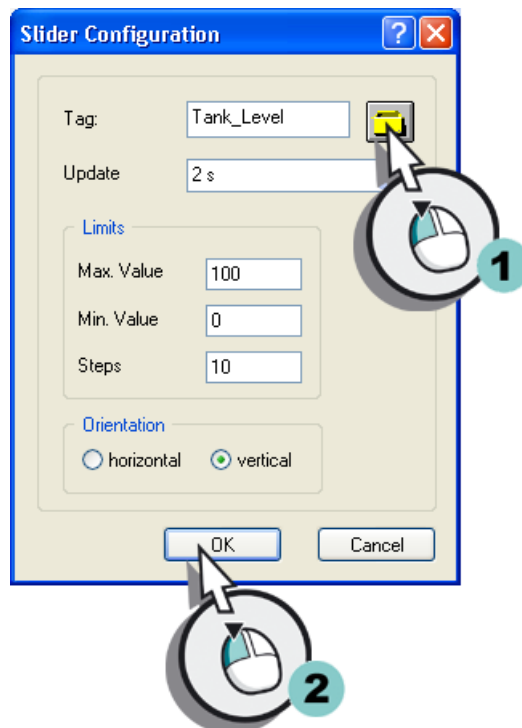 Slider Configuration ?
Tag: Tank_Level
1
Update 2 s
Limits
Max. Value 100
Min. Value 0
Steps 10
Orientation
horizontal vertical
OK Cancel
2